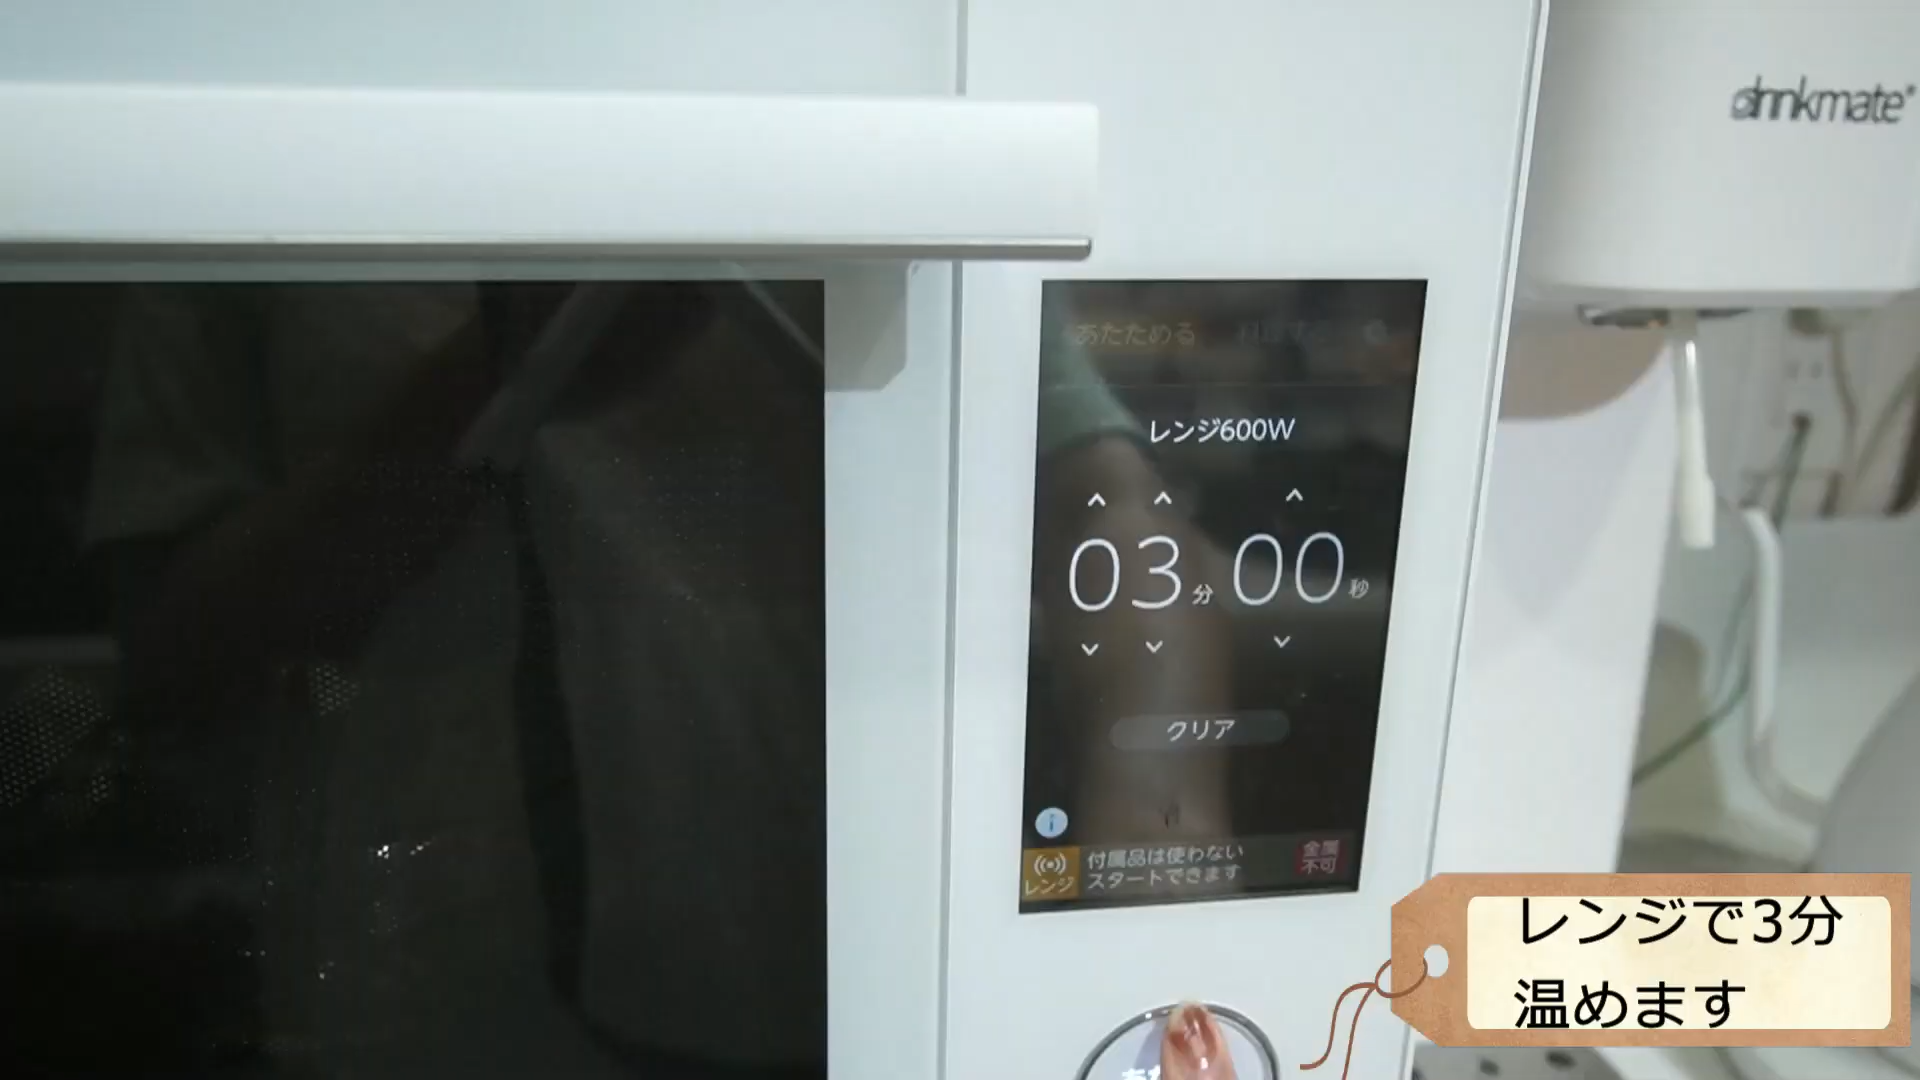 drinkmate
あたためる
レンジ600W
03分00秒
クリア
i
レンジ
付属品は使わない
スタートできます
金属
不可
レンジで3分
温めます